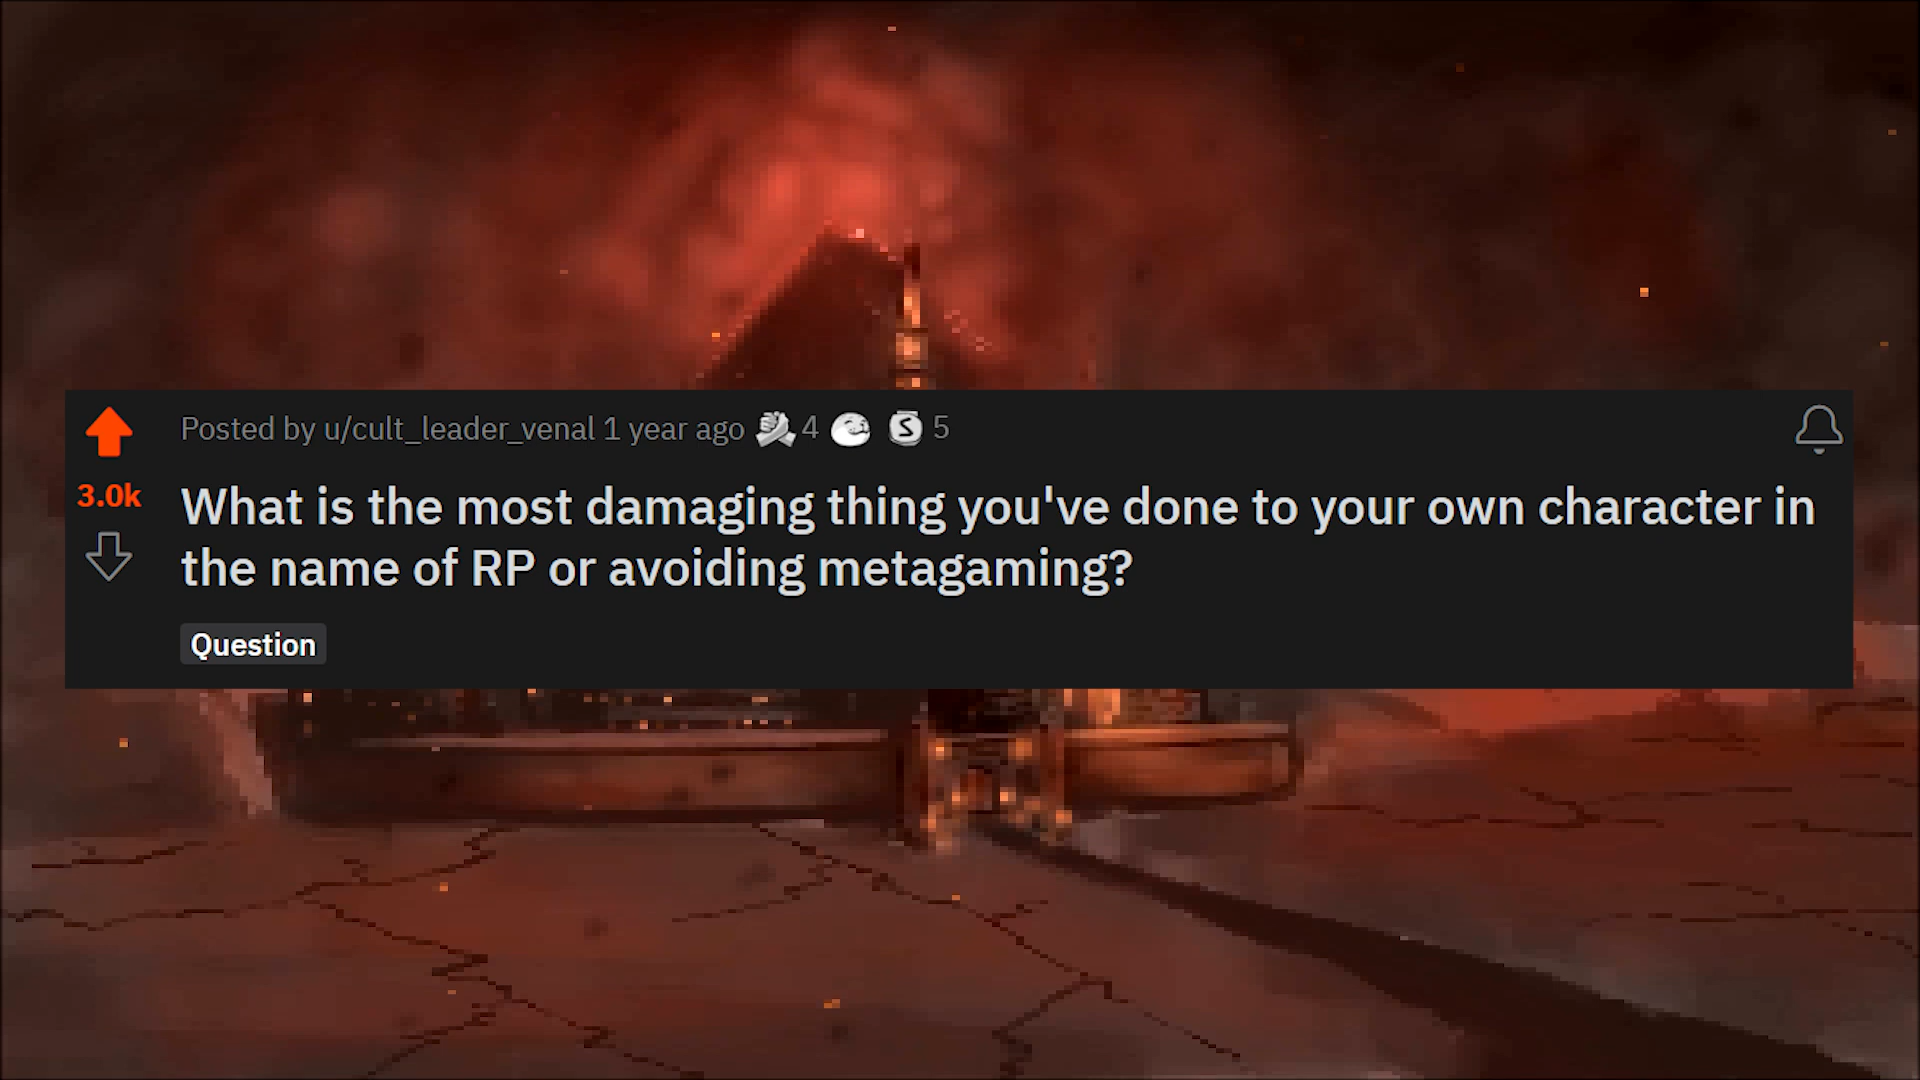 Posted by u/cult_leader_venal 1 year ago 4 S 5
3.0k
What is the most damaging thing you've done to your own character in
the name of RP or avoiding metagaming?
Question